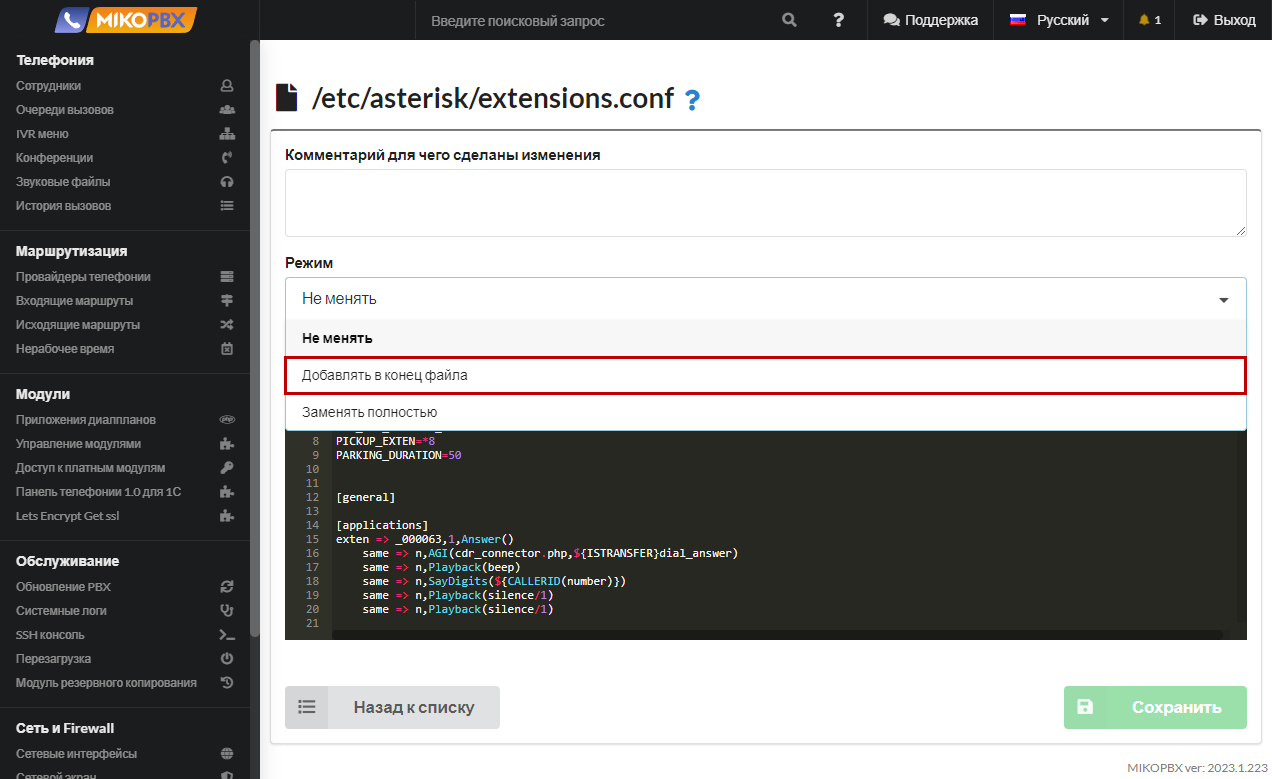 MIKOPBX
Введите поисковый запрос
?
Поддержка
Русский
1
Выход
Телефония
Сотрудники
Очереди вызовов
IVR меню
Конференции
Звуковые файлы
История вызовов
Маршрутизация
Провайдеры телефонии
Входящие маршруты
Исходящие маршруты
Нерабочее время
Модули
Приложения диалпланов
Управление модулями
Доступ к платным модулям
Панель телефонии 1.0 для 1С
Lets Encrypt Get ssl
Обслуживание
Обновление PBX
Системные логи
SSH консоль
Перезагрузка
Модуль резервного копирования
Сеть и Firewall
Сетевые интерфейсы
Сетевой экран
/etc/asterisk/extensions.conf ?
Комментарий для чего сделаны изменения
Режим
Не менять
Не менять
Добавлять в конец файла
Заменять полностью
8 PICKUP_EXTEN=*8
9 PARKING_DURATION=50
10
11
12 [general]
13
14 [applications]
15 exten => _000063,1,Answer()
16 same => n,AGI(cdr_connector.php,${ISTRANSFER}dial_answer)
17 same => n,Playback(beep)
18 same => n,SayDigits(${CALLERID(number)})
19 same => n,Playback(silence/1)
20 same => n,Playback(silence/1)
21
Назад к списку
Сохранить
MIKOPBX ver: 2023.1.223